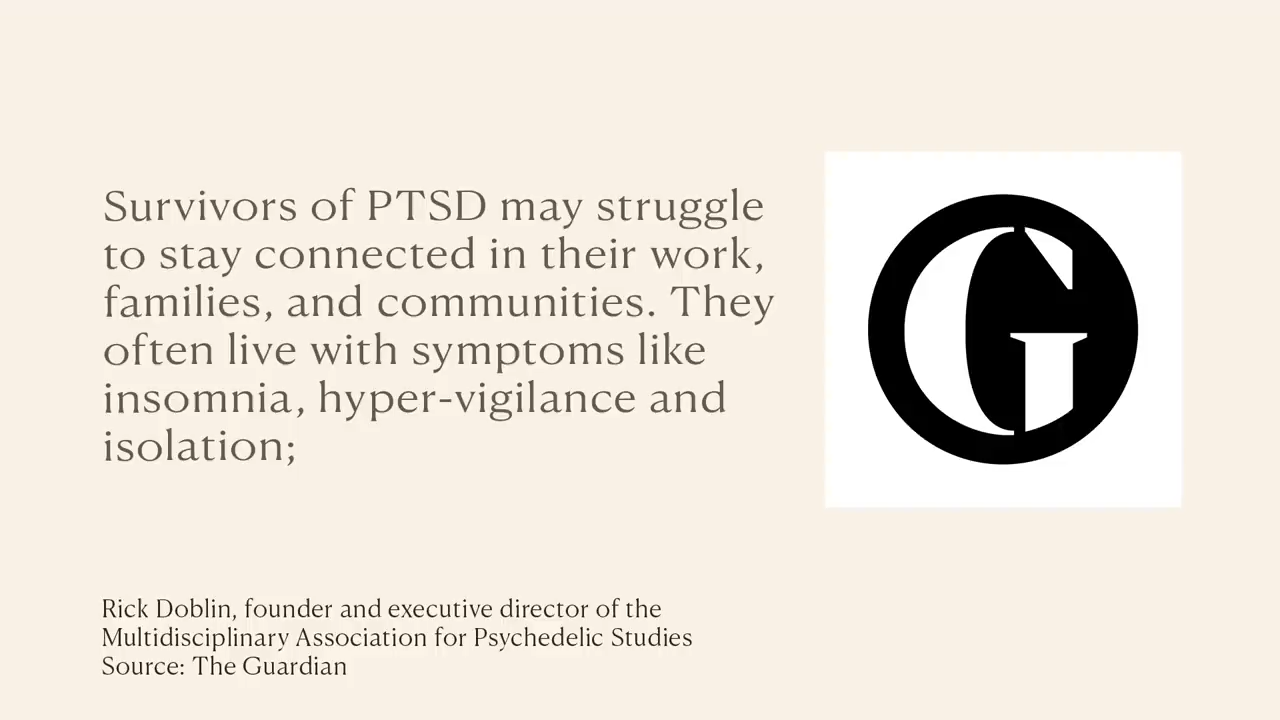 Survivors of PTSD may struggle
to stay connected in their work,
families, and communities. They
often live with symptoms like
insomnia, hyper-vigilance and
isolation;
G
Rick Doblin, founder and executive director of the
Multidisciplinary Association for Psychedelic Studies
Source: The Guardian